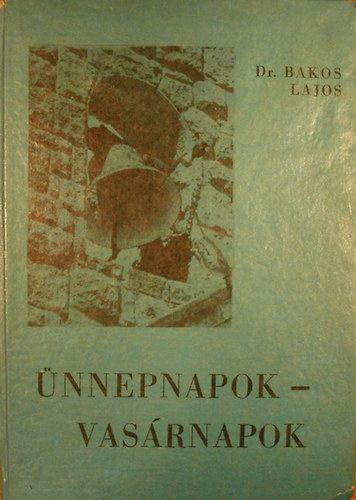 Dr. BAKOS
LAJOS
ÜNNEPNAPOK –
VASÁRNAPOK